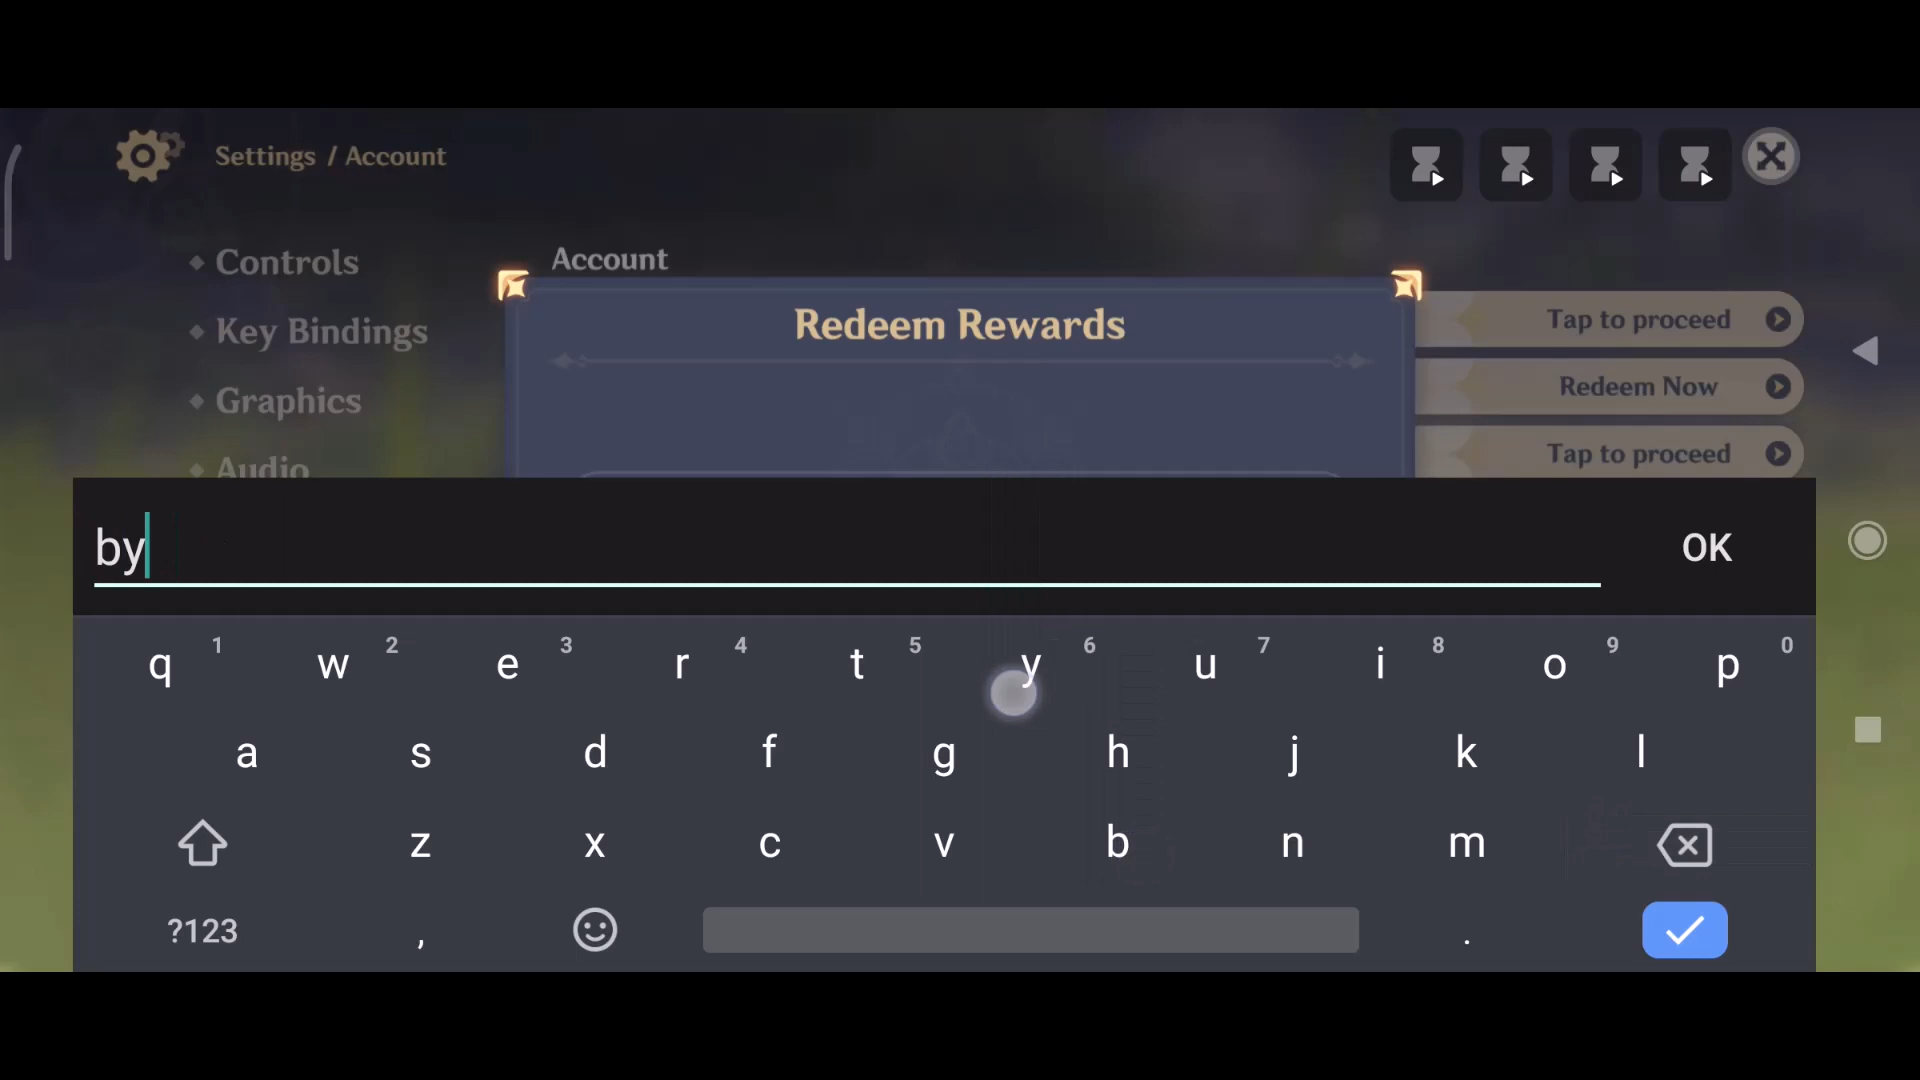 Settings / Account
Controls
Key Bindings
Graphics
Audio
Account
Redeem Rewards
Tap to proceed
Redeem Now
Tap to proceed
by
OK
q 1 w 2 e 3 r 4 t 5 y 6 u 7 i 8 o 9 p 0
a s d f g h j k l
z x c v b n m
?123 , .